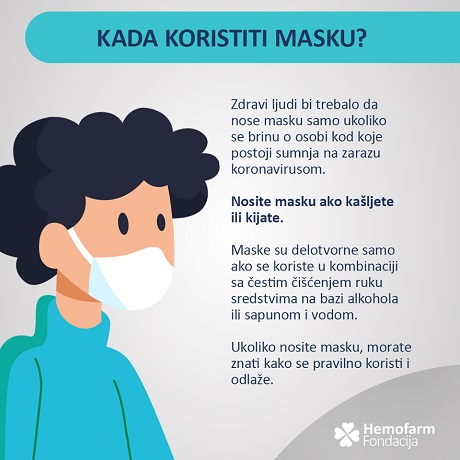 KADA KORISTITI MASKU?
Zdravi ljudi bi trebalo da
nose masku samo ukoliko
se brinu o osobi kod koje
postoji sumnja na zarazu
koronavirusom.
Nosite masku ako kašljete
ili kijate.
Maske su delotvorne samo
ako se koriste u kombinaciji
sa čestim čišćenjem ruku
sredstvima na bazi alkohola
ili sapunom i vodom.
Ukoliko nosite masku, morate
znati kako se pravilno koristi i
odlaže.
Hemofarm
Fondacija